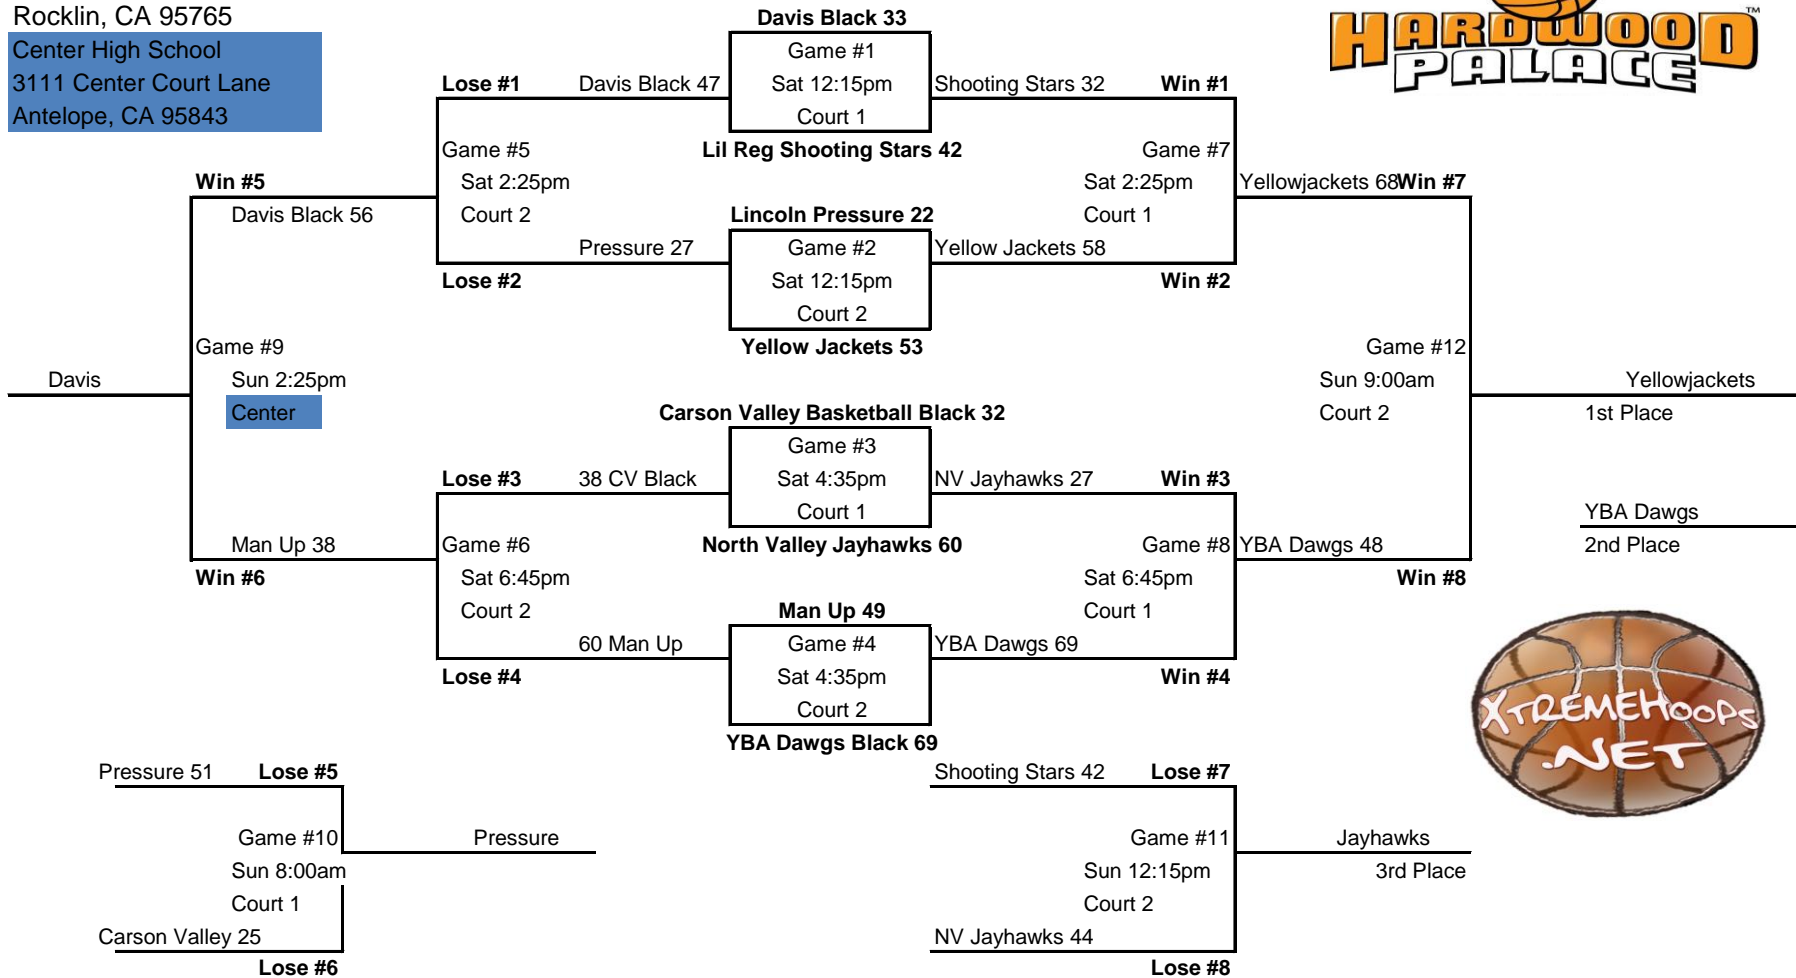 Rocklin, CA 95765
Center High School
3111 Center Court Lane
Antelope, CA 95843
HARDWOOD
PALACE
TM
Davis Black 33
Game #1
Lose #1 Davis Black 47 Sat 12:15pm Shooting Stars 32 Win #1
Court 1
Game #5 Lil Reg Shooting Stars 42 Game #7
Win #5 Sat 2:25pm Sat 2:25pm Yellowjackets 68 Win #7
Davis Black 56 Court 2 Lincoln Pressure 22 Court 1
Pressure 27 Game #2 Yellow Jackets 58
Lose #2 Sat 12:15pm Win #2
Court 2
Game #9 Yellow Jackets 53 Game #12
Davis Sun 2:25pm Sun 9:00am Yellowjackets
Center Carson Valley Basketball Black 32 Court 2 1st Place
Game #3
Lose #3 38 CV Black Sat 4:35pm NV Jayhawks 27 Win #3
Court 1 YBA Dawgs
Man Up 38 Game #6 North Valley Jayhawks 60 Game #8 YBA Dawgs 48 2nd Place
Win #6 Sat 6:45pm Sat 6:45pm Win #8
Court 2 Man Up 49 Court 1
60 Man Up Game #4 YBA Dawgs 69
Lose #4 Sat 4:35pm Win #4
Court 2
YBA Dawgs Black 69
XTREMEHOOPS
.NET
Pressure 51 Lose #5 Shooting Stars 42 Lose #7
Game #10 Pressure Game #11 Jayhawks
Sun 8:00am Sun 12:15pm 3rd Place
Court 1 Court 2
Carson Valley 25 NV Jayhawks 44
Lose #6 Lose #8